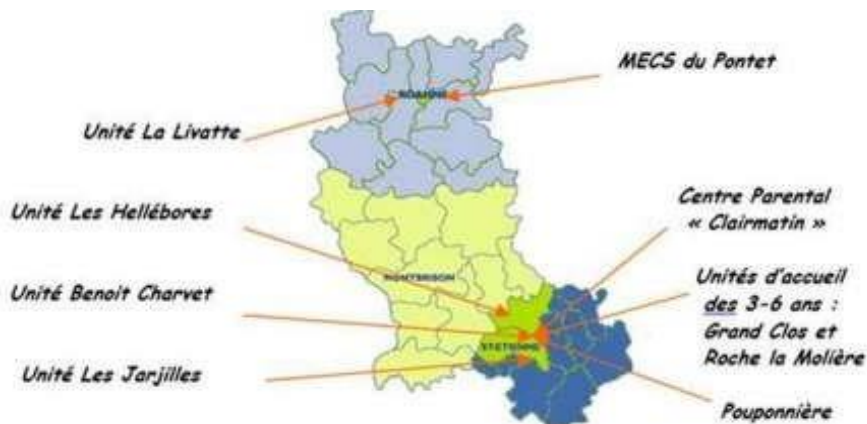 MECS du Pontet
ROANNE
Unité La Livatte
Unité Les Hellébores
Centre Parental
« Clairmatin »
MONTBRISON
Unité Benoit Charvet
Unités d'accueil
des 3-6 ans :
Grand Clos et
Roche la Molière
ST ETIENNE
Unité Les Jarjilles
Pouponnière